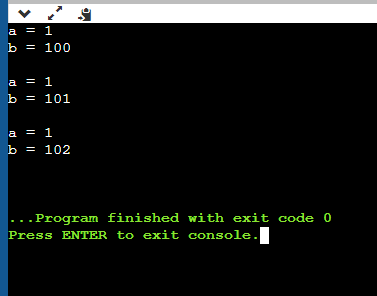 a = 1
b = 100
a = 1
b = 101
a = 1
b = 102
...Program finished with exit code 0
Press ENTER to exit console.